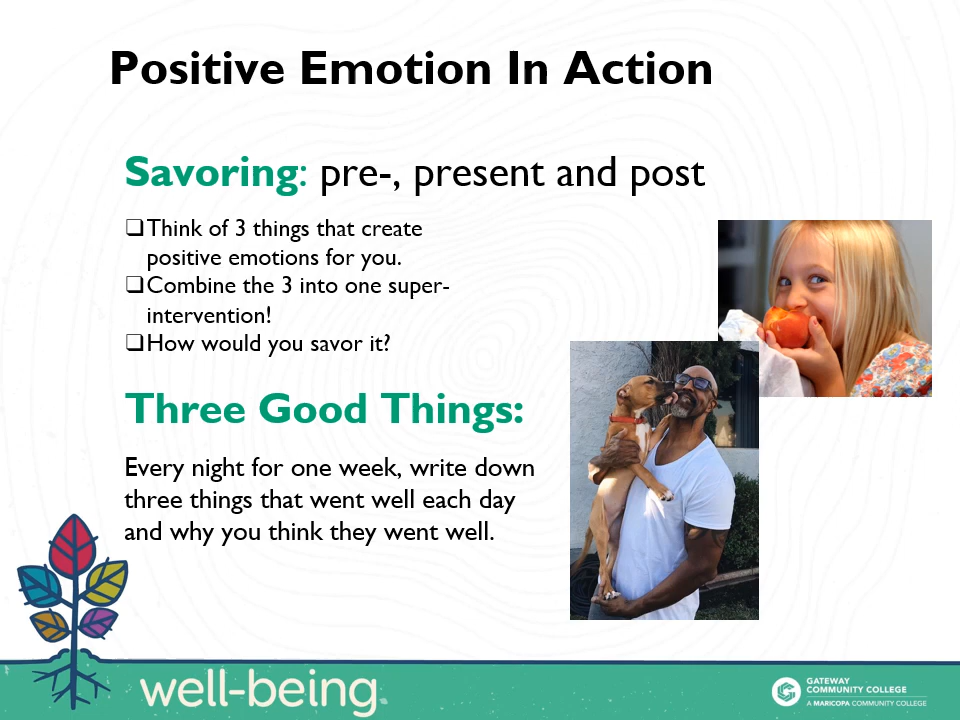 Positive Emotion In Action
Savoring: pre-, present and post
❑Think of 3 things that create
positive emotions for you.
❑Combine the 3 into one super-
intervention!
❑How would you savor it?
Three Good Things:
Every night for one week, write down
three things that went well each day
and why you think they went well.
well-being
GATEWAY
COMMUNITY COLLEGE
A MARICOPA COMMUNITY COLLEGE